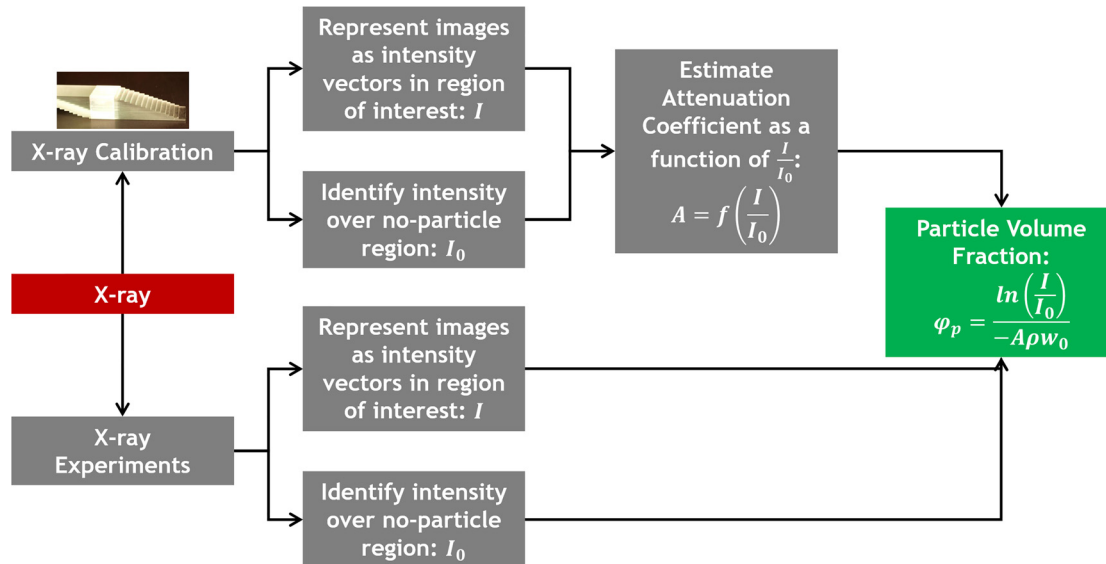 Represent images
as intensity
vectors in region
of interest: I
X-ray Calibration
Identify intensity
over no-particle
region: I₀
Estimate
Attenuation
Coefficient as a
function of I/I₀:
A = f(I/I₀)
X-ray
Particle Volume
Fraction:
φₚ = ln(I/I₀)/(−Aρw₀)
Represent images
as intensity
vectors in region
of interest: I
X-ray
Experiments
Identify intensity
over no-particle
region: I₀